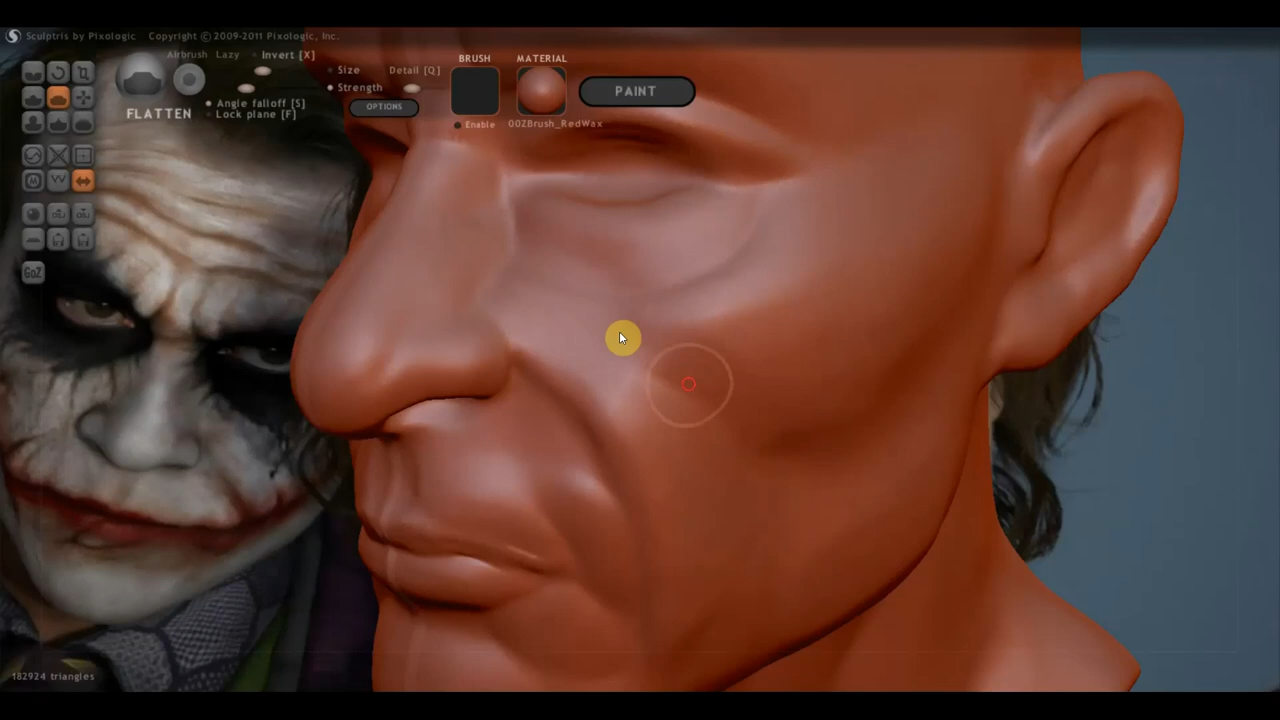 Sculptris by Pixologic Copyright © 2009-2011 Pixologic, Inc.
Airbrush Lazy Invert [X]
Size Detail [Q]
Strength
Angle falloff [S]
Lock plane [F]
FLATTEN
OPTIONS
BRUSH
Enable
MATERIAL
00ZBrush_RedWax
PAINT
GoZ
182924 triangles